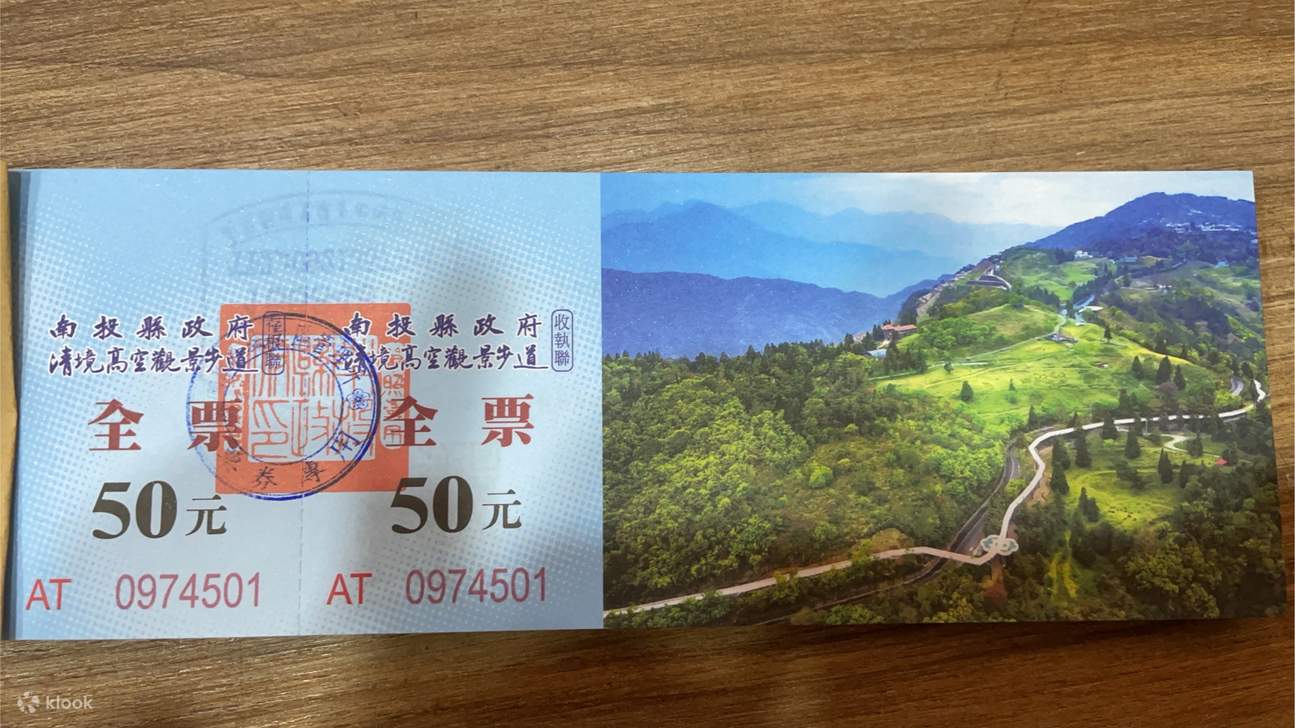 南投縣政府
清境高空觀景步道
全票
50元
AT 0974501
南投縣政府
清境高空觀景步道
收執聯
全票
50元
AT 0974501
klook